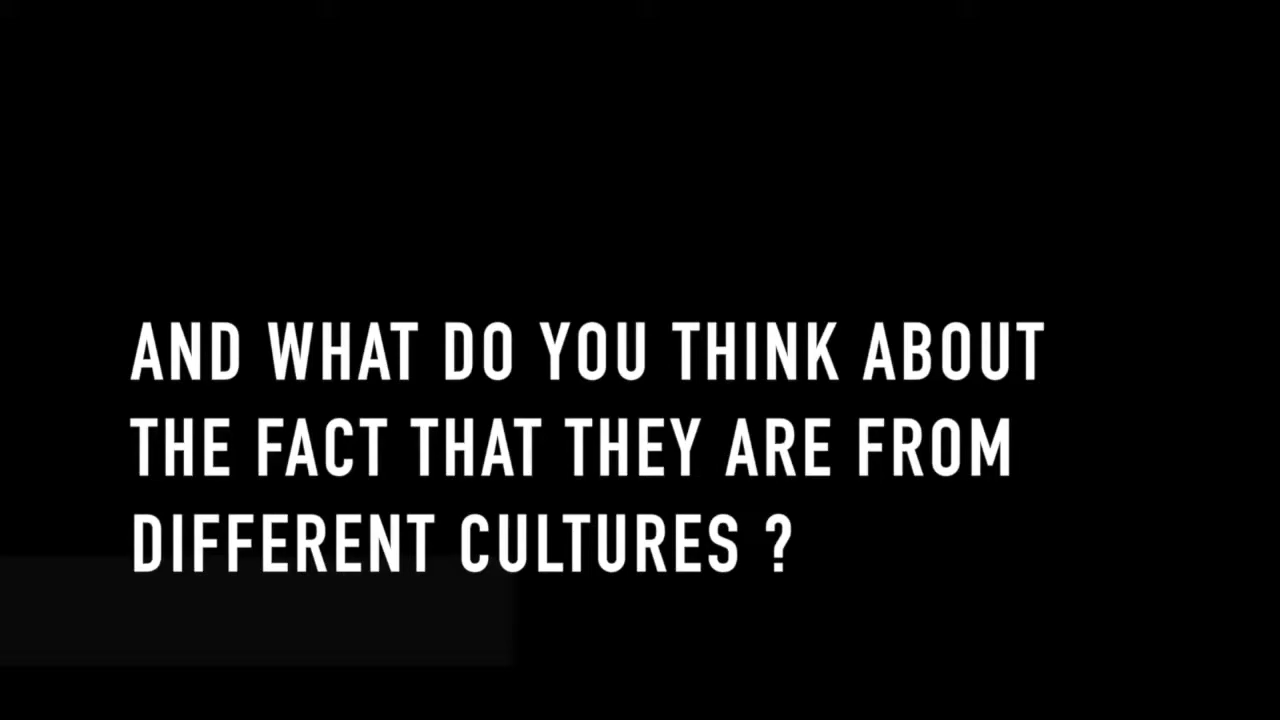 AND WHAT DO YOU THINK ABOUT
THE FACT THAT THEY ARE FROM
DIFFERENT CULTURES ?